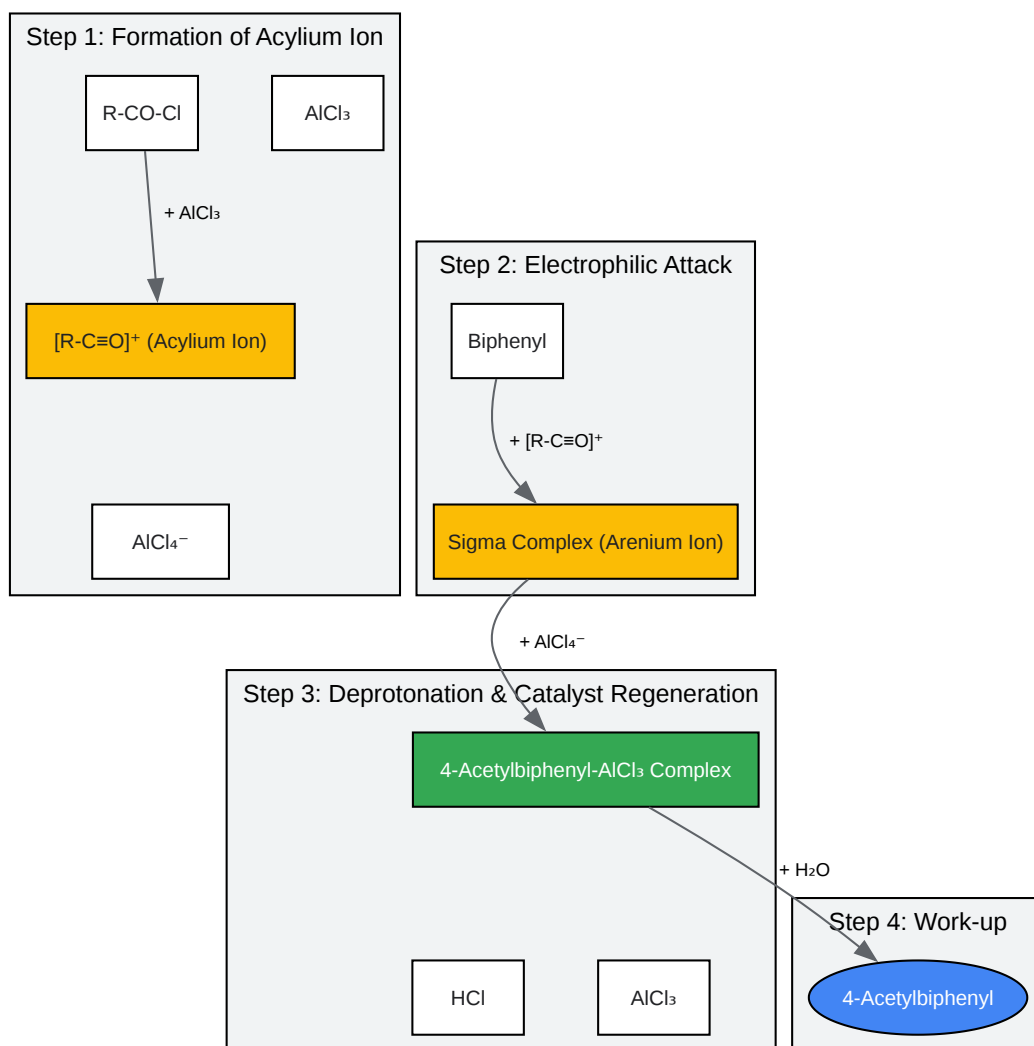 Step 1: Formation of Acylium Ion
R-CO-Cl
AlCl₃
+ AlCl₃
[R-C≡O]⁺ (Acylium Ion)
AlCl₄⁻
Step 2: Electrophilic Attack
Biphenyl
+ [R-C≡O]⁺
Sigma Complex (Arenium Ion)
+ AlCl₄⁻
Step 3: Deprotonation & Catalyst Regeneration
4-Acetylbiphenyl-AlCl₃ Complex
+ H₂O
HCl
AlCl₃
Step 4: Work-up
4-Acetylbiphenyl